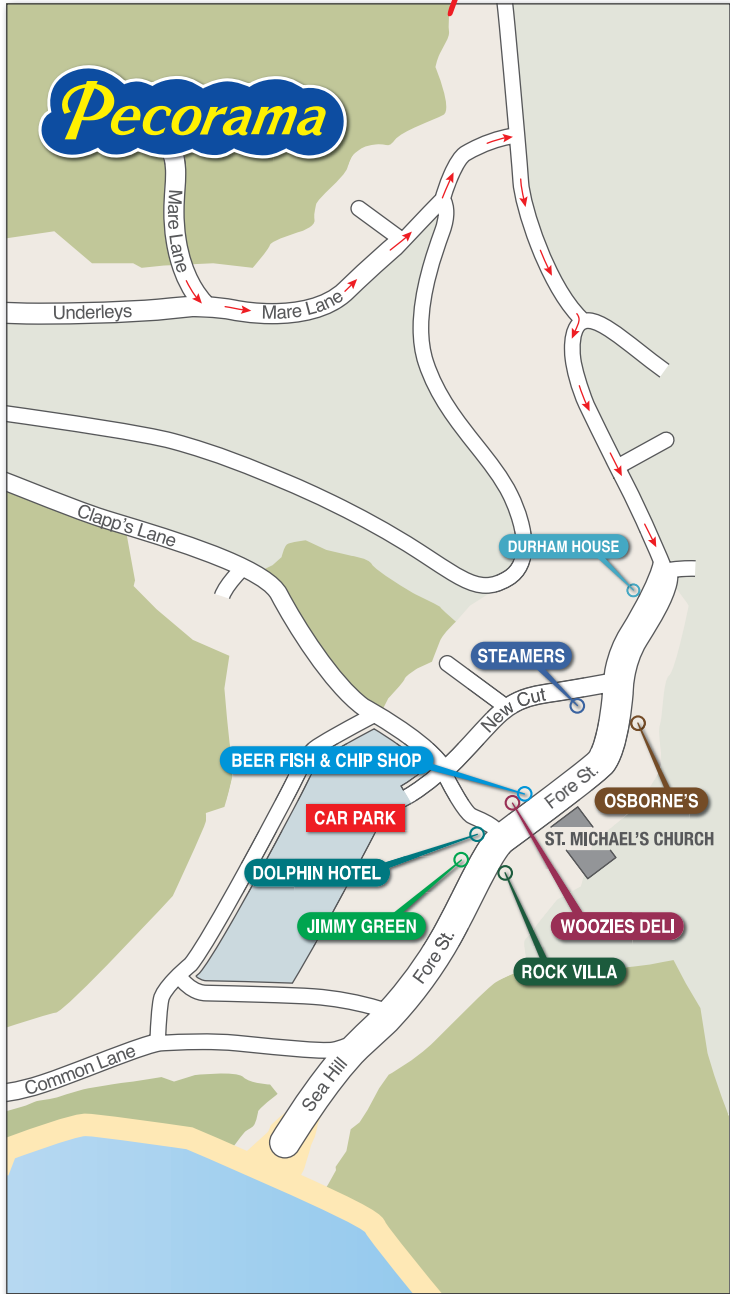 Pecorama
Mare Lane
Underleys
Mare Lane
Clapp's Lane
DURHAM HOUSE
STEAMERS
New Cut
BEER FISH & CHIP SHOP
Fore St.
OSBORNE'S
CAR PARK
ST. MICHAEL'S CHURCH
DOLPHIN HOTEL
JIMMY GREEN
WOOZIES DELI
Fore St.
ROCK VILLA
Common Lane
Sea Hill